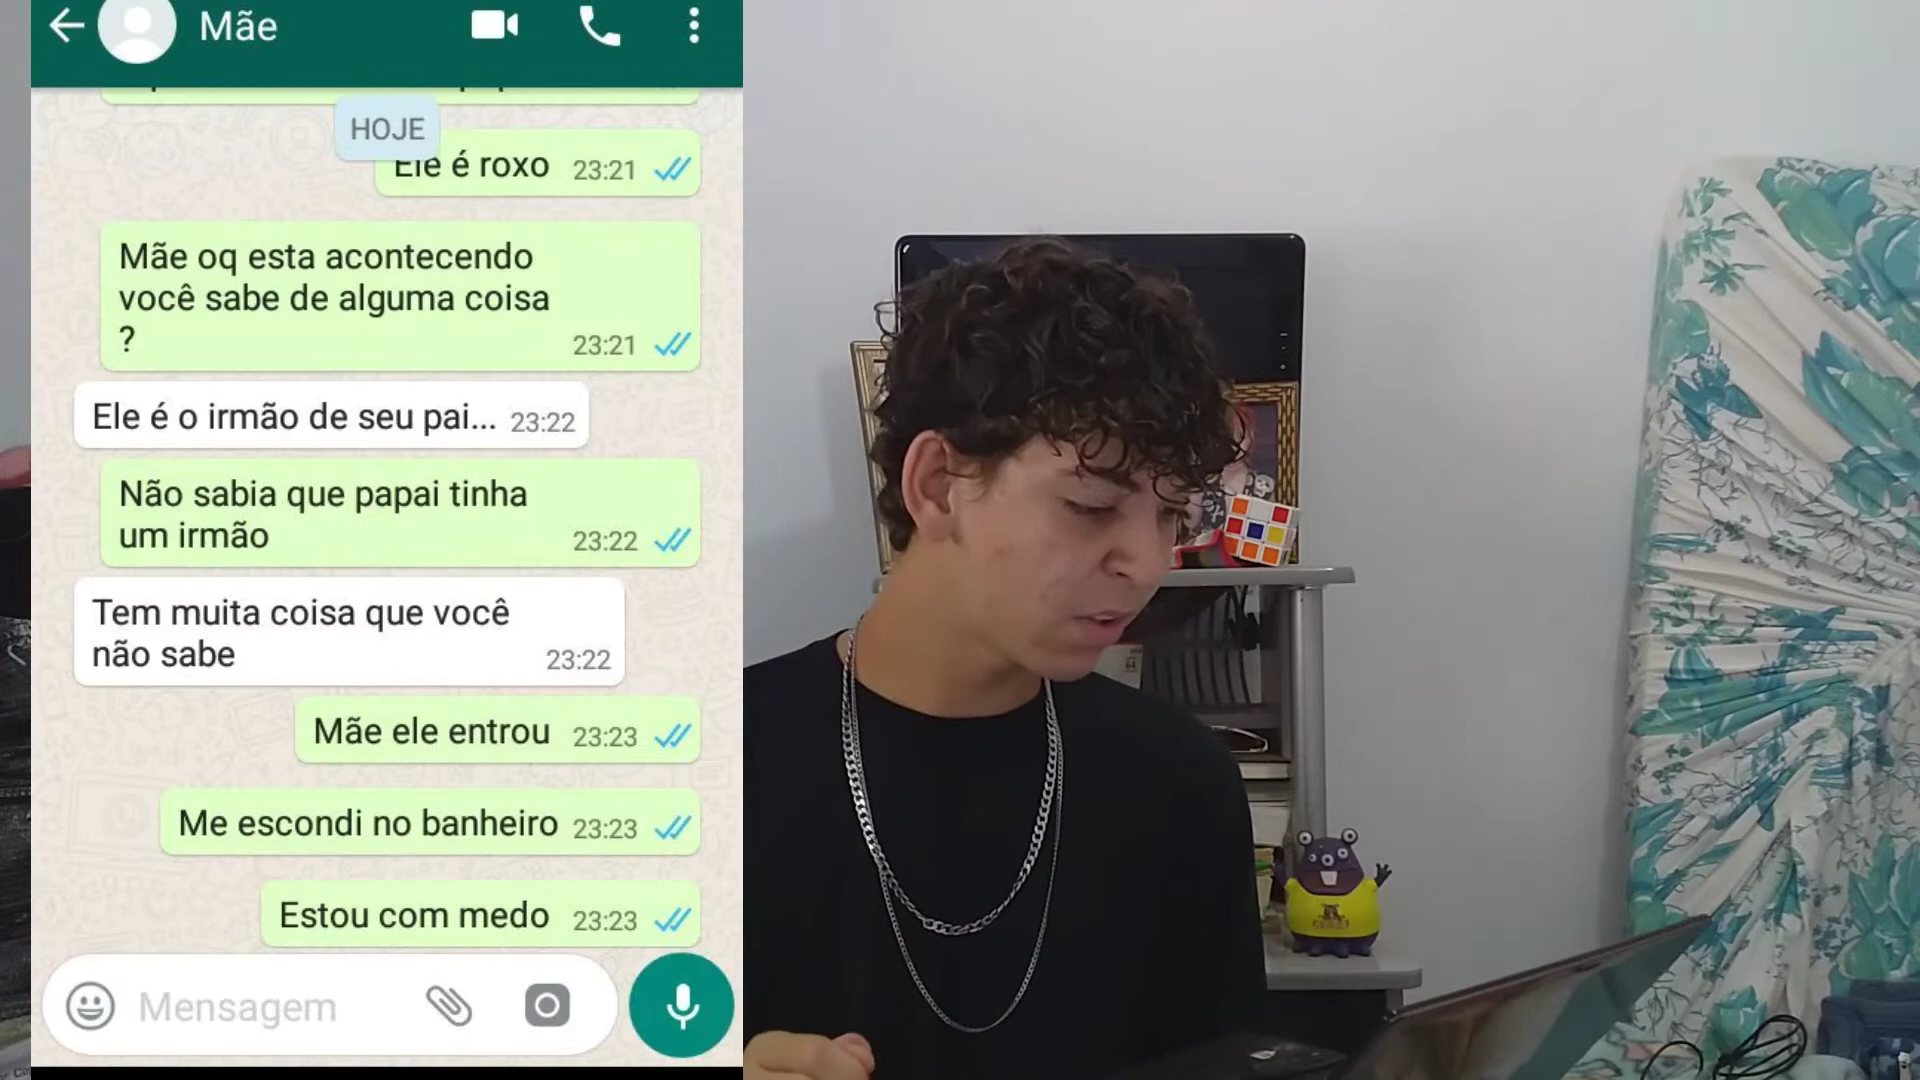 Mãe
HOJE
Ele é roxo 23:21
Mãe oq esta acontecendo
você sabe de alguma coisa
? 23:21
Ele é o irmão de seu pai... 23:22
Não sabia que papai tinha
um irmão 23:22
Tem muita coisa que você
não sabe 23:22
Mãe ele entrou 23:23
Me escondi no banheiro 23:23
Estou com medo 23:23
Mensagem
64